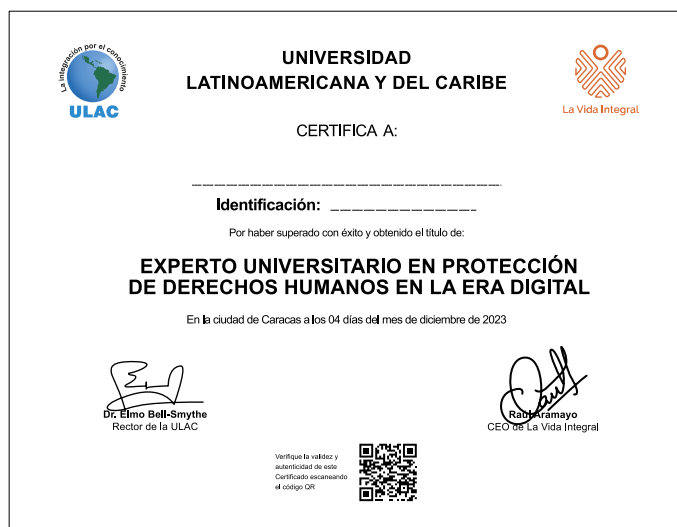 La integración por el conocimiento
ULAC
UNIVERSIDAD
LATINOAMERICANA Y DEL CARIBE
La Vida Integral
CERTIFICA A:
Identificación:
Por haber superado con éxito y obtenido el título de:
EXPERTO UNIVERSITARIO EN PROTECCIÓN
DE DERECHOS HUMANOS EN LA ERA DIGITAL
En la ciudad de Caracas a los 04 días del mes de diciembre de 2023
Dr. Elmo Bell-Smythe
Rector de la ULAC
Raúl Aramayo
CEO de La Vida Integral
Verifique la validez y
autenticidad de este
Certificado escaneando
el código QR